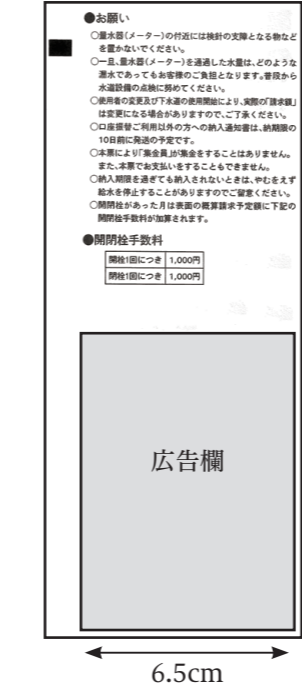 ●お願い
○量水器(メーター)の付近には検針の支障となる物など
を置かないでください。
○一旦、量水器(メーター)を通過した水量は、どのような
漏水であってもお客様のご負担となります。普段から
水道設備の点検に努めてください。
○使用者の変更及び下水道の使用開始により、実際の「請求額」
は変更になる場合がありますので、ご了承ください。
○口座振替ご利用以外の方への納入通知書は、納期限の
10日前に発送の予定です。
○本票により「集金員」が集金をすることはありません。
また、本票でお支払いをすることもできません。
○納入期限を過ぎても納入されないときは、やむをえず
給水を停止することがありますのでご留意ください。
○開閉栓があった月は表面の概算請求予定額に下記の
開閉栓手数料が加算されます。
●開閉栓手数料
開栓1回につき 1,000円
閉栓1回につき 1,000円
広告欄
6.5cm